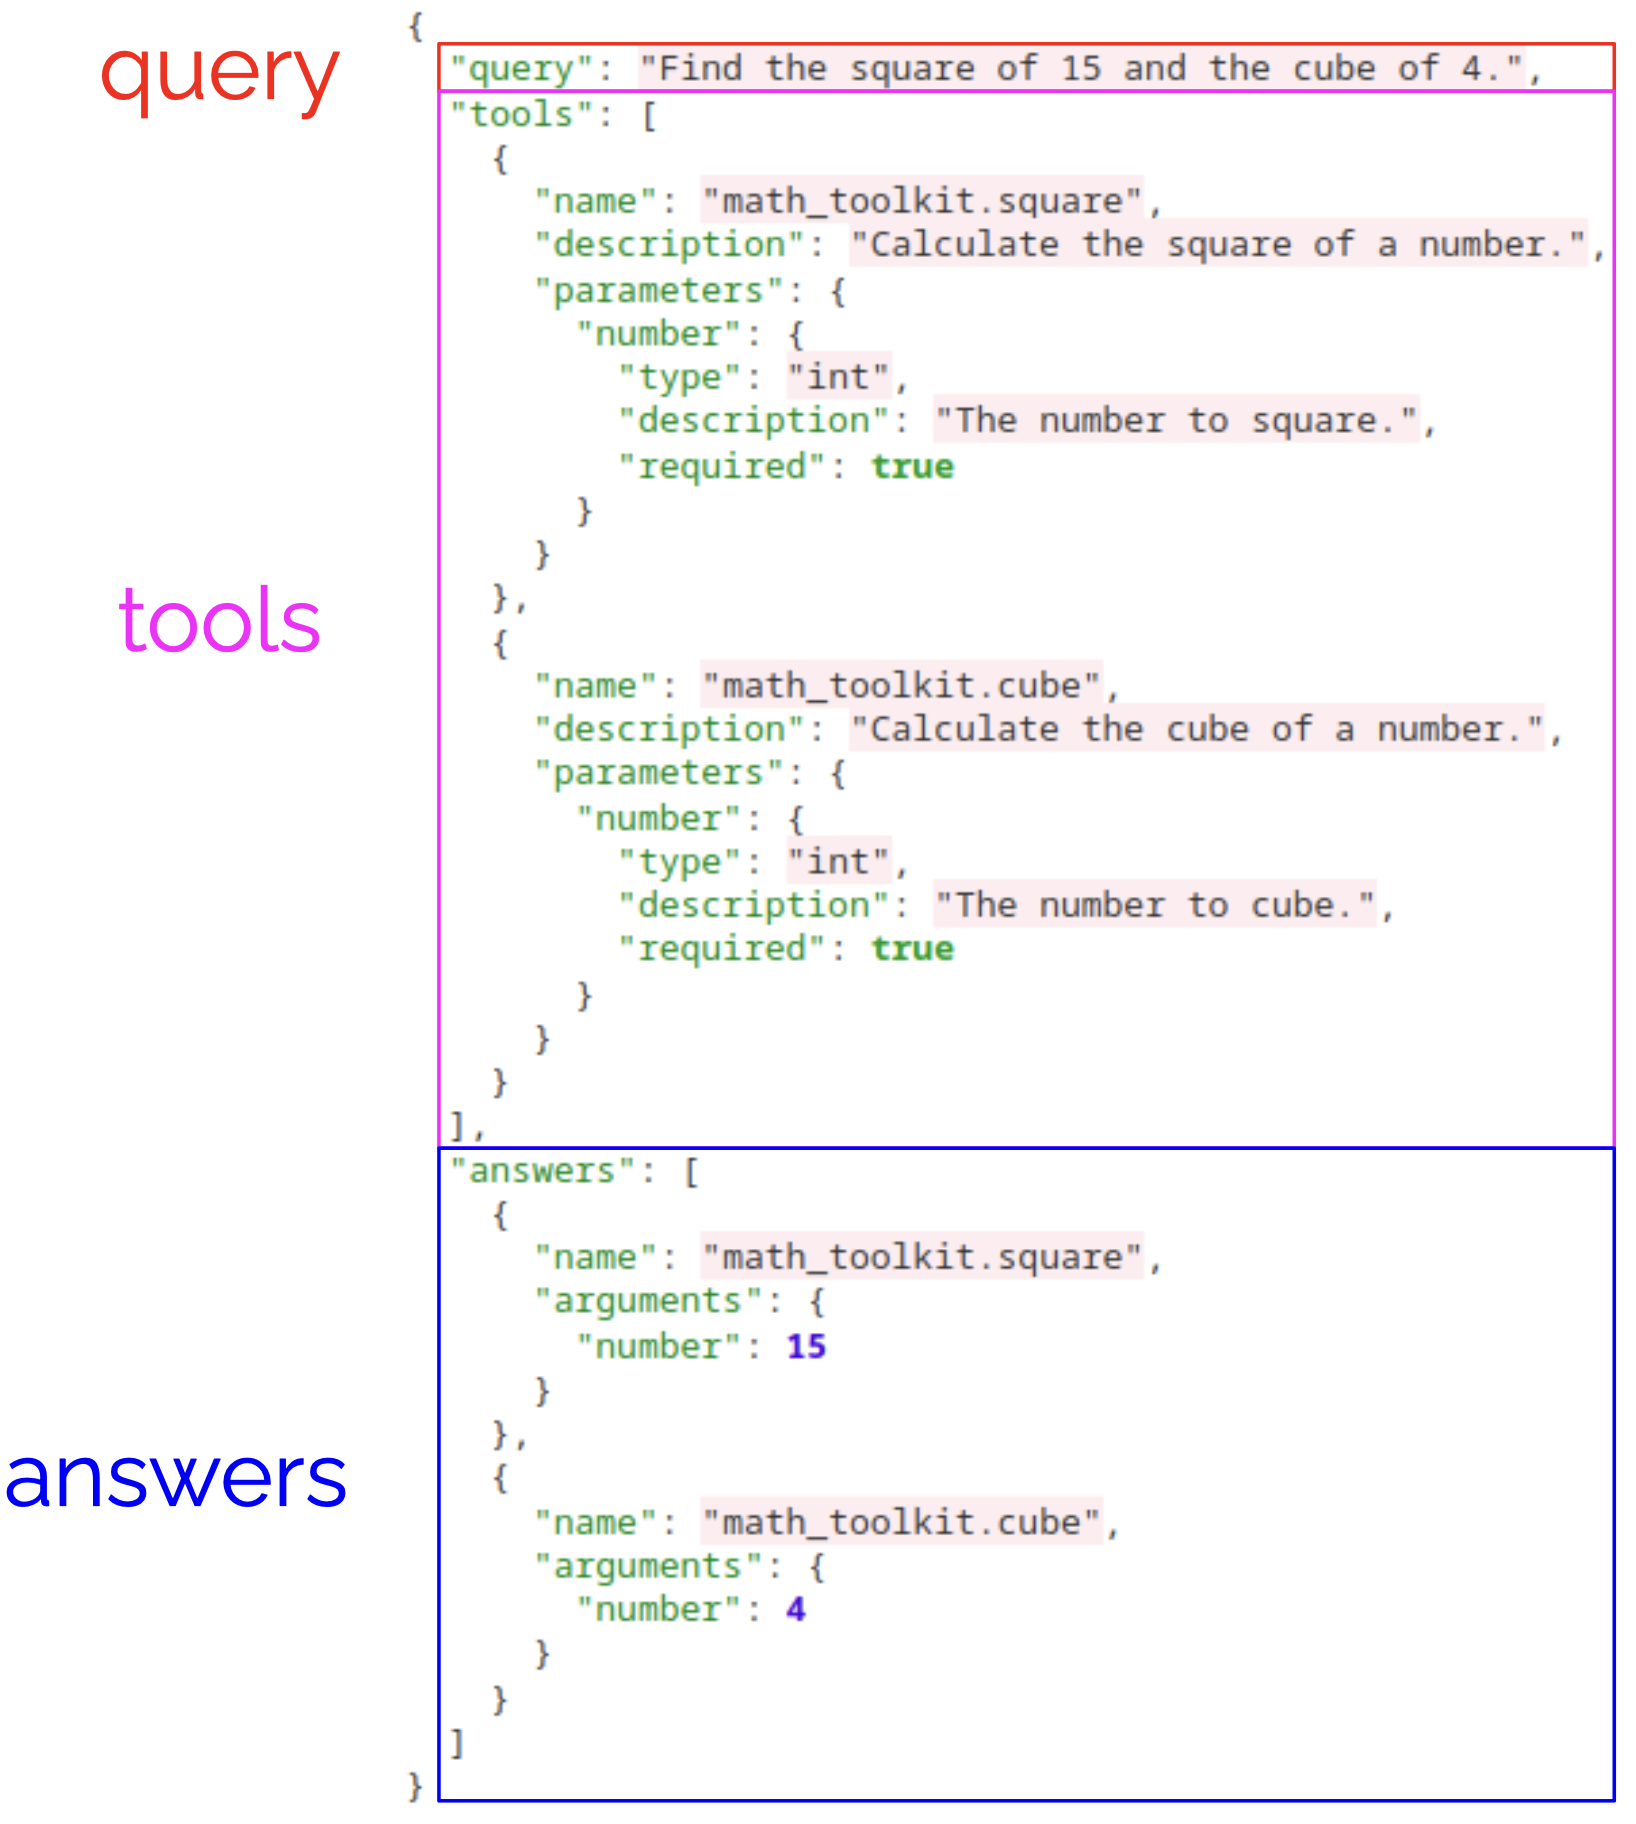 {
query
"query": "Find the square of 15 and the cube of 4.",
"tools": [
{
"name": "math_toolkit.square",
"description": "Calculate the square of a number.",
"parameters": {
"number": {
"type": "int",
"description": "The number to square.",
"required": true
}
}
},
tools
{
"name": "math_toolkit.cube",
"description": "Calculate the cube of a number.",
"parameters": {
"number": {
"type": "int",
"description": "The number to cube.",
"required": true
}
}
}
],
"answers": [
{
"name": "math_toolkit.square",
"arguments": {
"number": 15
}
},
answers
{
"name": "math_toolkit.cube",
"arguments": {
"number": 4
}
}
]
}